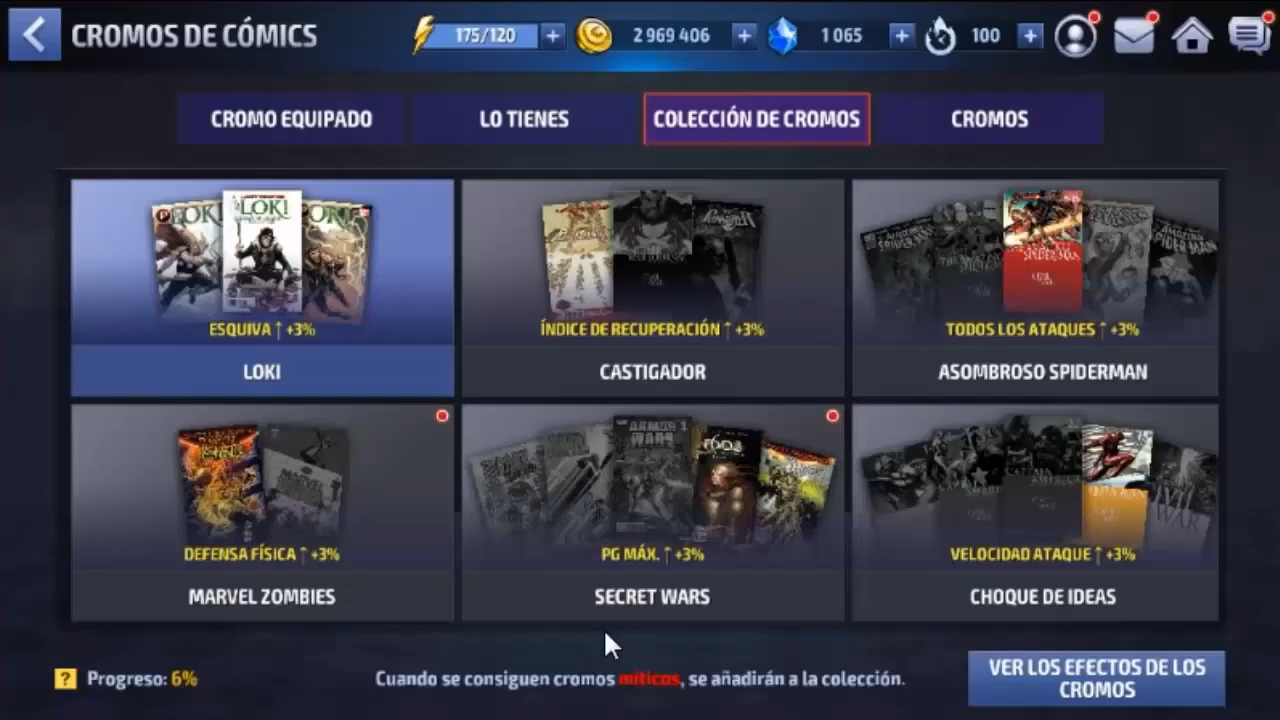 CROMOS DE CÓMICS
175/120
2 969 406
1 065
100
CROMO EQUIPADO
LO TIENES
COLECCIÓN DE CROMOS
CROMOS
LOKI
ESQUIVA ↑ +3%
LOKI
ÍNDICE DE RECUPERACIÓN ↑ +3%
CASTIGADOR
TODOS LOS ATAQUES ↑ +3%
ASOMBROSO SPIDERMAN
DEFENSA FÍSICA ↑ +3%
MARVEL ZOMBIES
PG MÁX. ↑ +3%
SECRET WARS
VELOCIDAD ATAQUE ↑ +3%
CHOQUE DE IDEAS
? Progreso: 6%
Cuando se consiguen cromos míticos, se añadirán a la colección.
VER LOS EFECTOS DE LOS
CROMOS